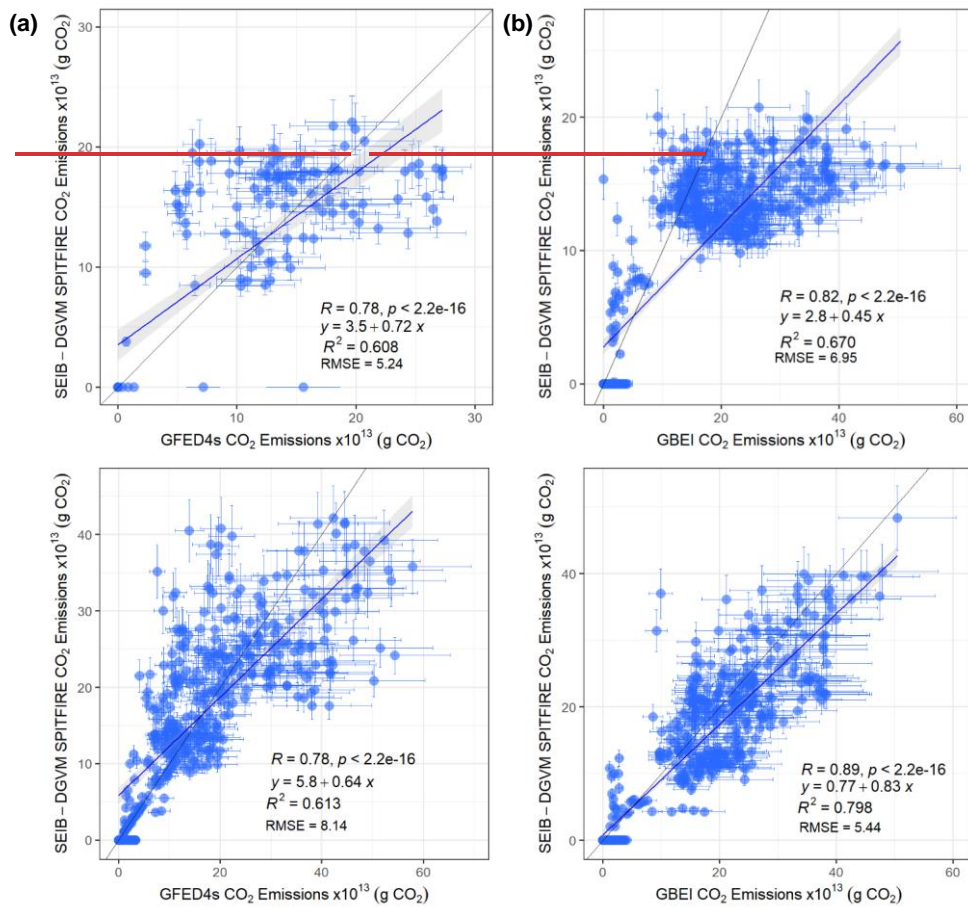 (a)
SEIB – DGVM SPITFIRE CO2 Emissions x10^13 (g CO2)
30
20
10
0
R = 0.78, p < 2.2e-16
y = 3.5 + 0.72 x
R^2 = 0.608
RMSE = 5.24
0 10 20 30
GFED4s CO2 Emissions x10^13 (g CO2)
(b)
SEIB – DGVM SPITFIRE CO2 Emissions x10^13 (g CO2)
20
10
0
R = 0.82, p < 2.2e-16
y = 2.8 + 0.45 x
R^2 = 0.670
RMSE = 6.95
0 20 40 60
GBEI CO2 Emissions x10^13 (g CO2)
SEIB – DGVM SPITFIRE CO2 Emissions x10^13 (g CO2)
40
30
20
10
0
R = 0.78, p < 2.2e-16
y = 5.8 + 0.64 x
R^2 = 0.613
RMSE = 8.14
0 20 40 60
GFED4s CO2 Emissions x10^13 (g CO2)
SEIB – DGVM SPITFIRE CO2 Emissions x10^13 (g CO2)
40
20
0
R = 0.89, p < 2.2e-16
y = 0.77 + 0.83 x
R^2 = 0.798
RMSE = 5.44
0 20 40 60
GBEI CO2 Emissions x10^13 (g CO2)